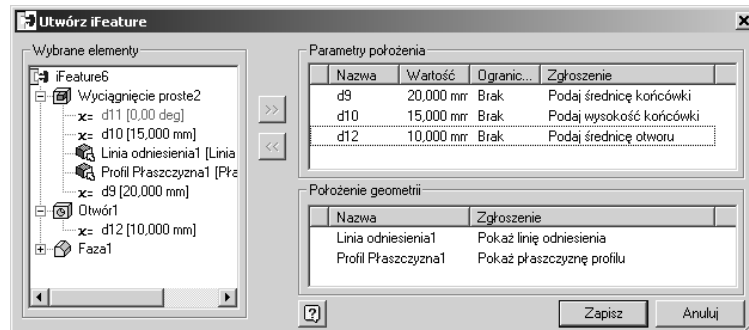 Utwórz iFeature
Wybrane elementy
iFeature6
Wyciągnięcie proste2
x= d11 [0,00 deg]
x= d10 [15,000 mm]
Linia odniesienia1 [Linia
Profil Płaszczyzna1 [Pła
x= d9 [20,000 mm]
Otwór1
x= d12 [10,000 mm]
Faza1
>>
<<
Parametry położenia
Nazwa Wartość Ogranic... Zgłoszenie
d9 20,000 mm Brak Podaj średnicę końcówki
d10 15,000 mm Brak Podaj wysokość końcówki
d12 10,000 mm Brak Podaj średnicę otworu
Położenie geometrii
Nazwa Zgłoszenie
Linia odniesienia1 Pokaż linię odniesienia
Profil Płaszczyzna1 Pokaż płaszczyznę profilu
? Zapisz Anuluj